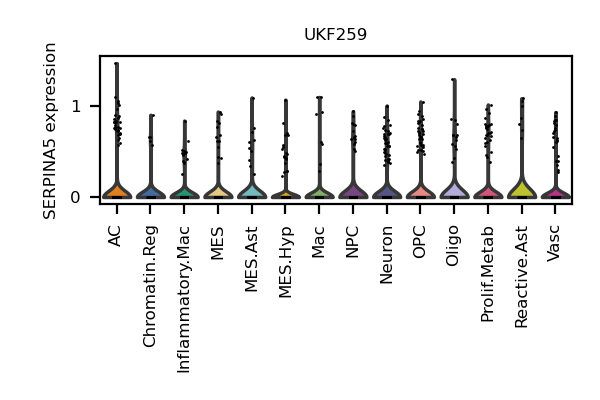 UKF259
SERPINA5 expression
1
0
AC
Chromatin.Reg
Inflammatory.Mac
MES
MES.Ast
MES.Hyp
Mac
NPC
Neuron
OPC
Oligo
Prolif.Metab
Reactive.Ast
Vasc